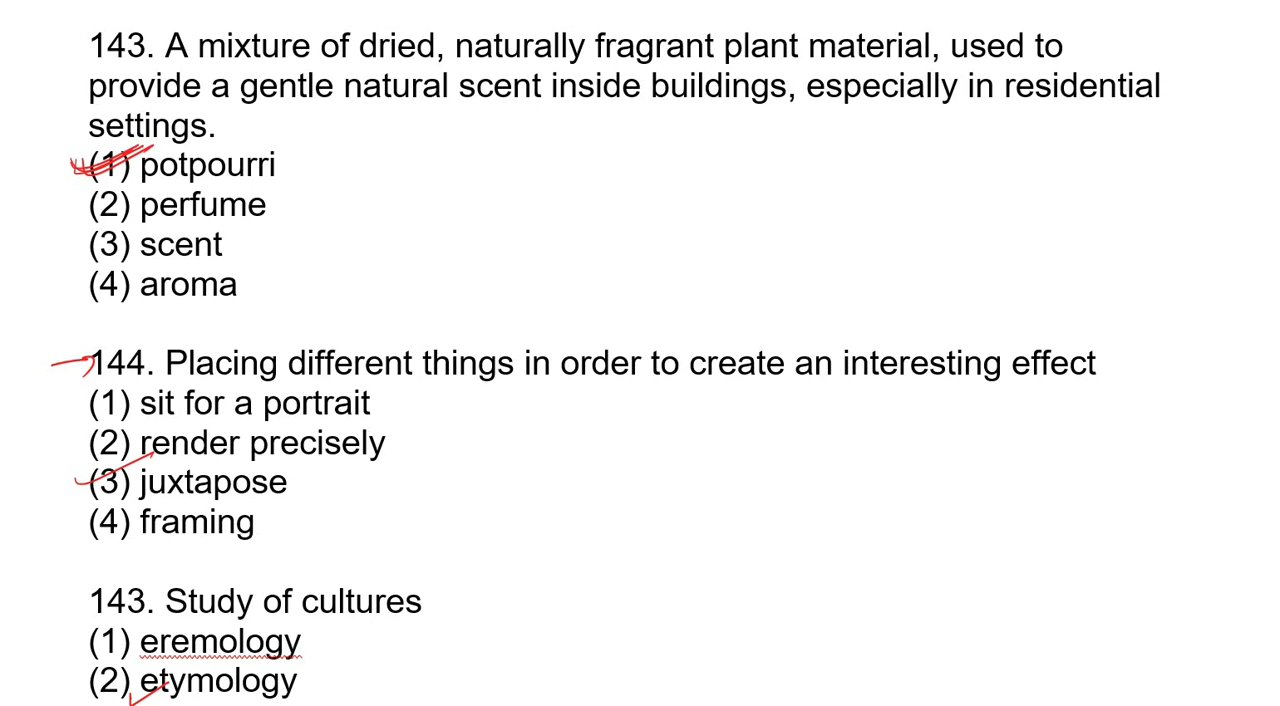 143. A mixture of dried, naturally fragrant plant material, used to
provide a gentle natural scent inside buildings, especially in residential
settings.
(1) potpourri
(2) perfume
(3) scent
(4) aroma
144. Placing different things in order to create an interesting effect
(1) sit for a portrait
(2) render precisely
(3) juxtapose
(4) framing
143. Study of cultures
(1) eremology
(2) etymology